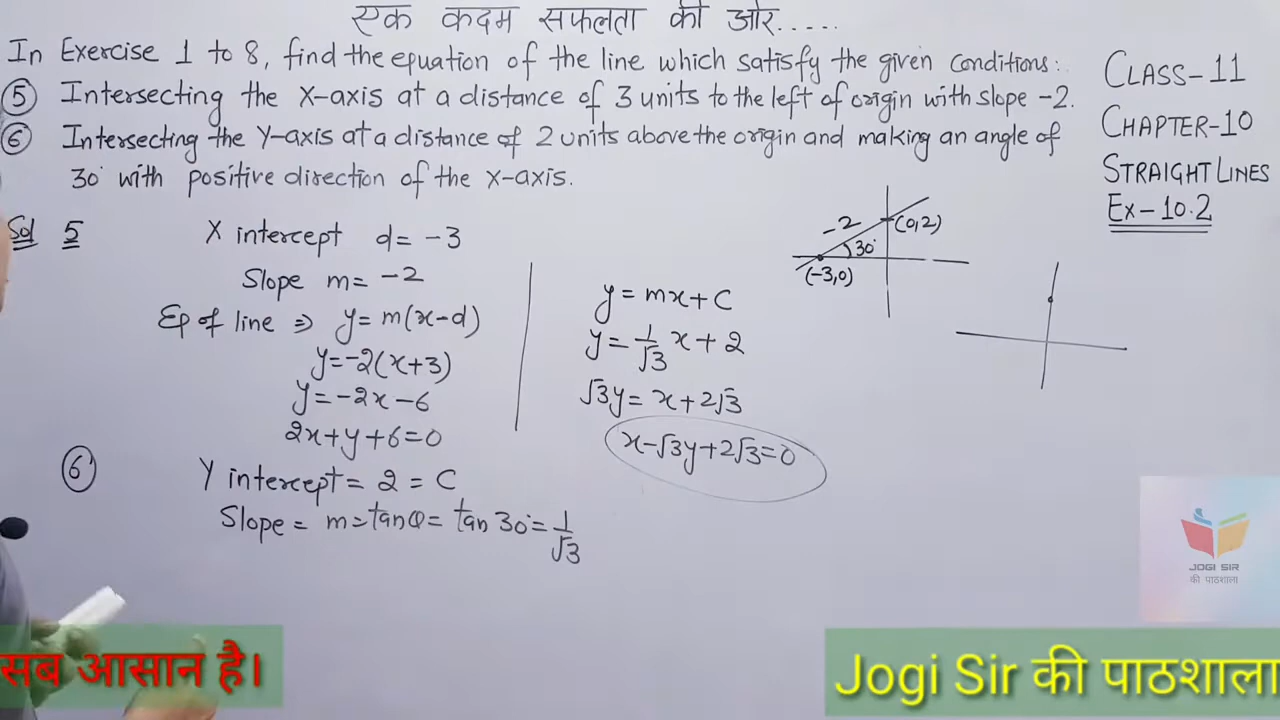 एक कदम सफलता की ओर.....
In Exercise 1 to 8, find the equation of the line which satisfy the given conditions:
⑤ Intersecting the X-axis at a distance of 3 units to the left of origin with slope -2.
⑥ Intersecting the Y-axis at a distance of 2 units above the origin and making an angle of
30° with positive direction of the X-axis.
CLASS-11
CHAPTER-10
STRAIGHT LINES
Ex-10.2
Sol 5
X intercept d= -3
Slope m= -2
Eq of line ⇒ y= m(x-d)
y=-2(x+3)
y=-2x-6
2x+y+6=0
⑥
Y intercept= 2 = C
Slope = m=tanθ= tan 30°= 1/√3
y= mx+C
y= 1/√3 x+2
√3y= x+2√3
x-√3y+2√3=0
-2
(0,2)
30°
(-3,0)
JOGI SIR
की पाठशाला
सब आसान है।
Jogi Sir की पाठशाला